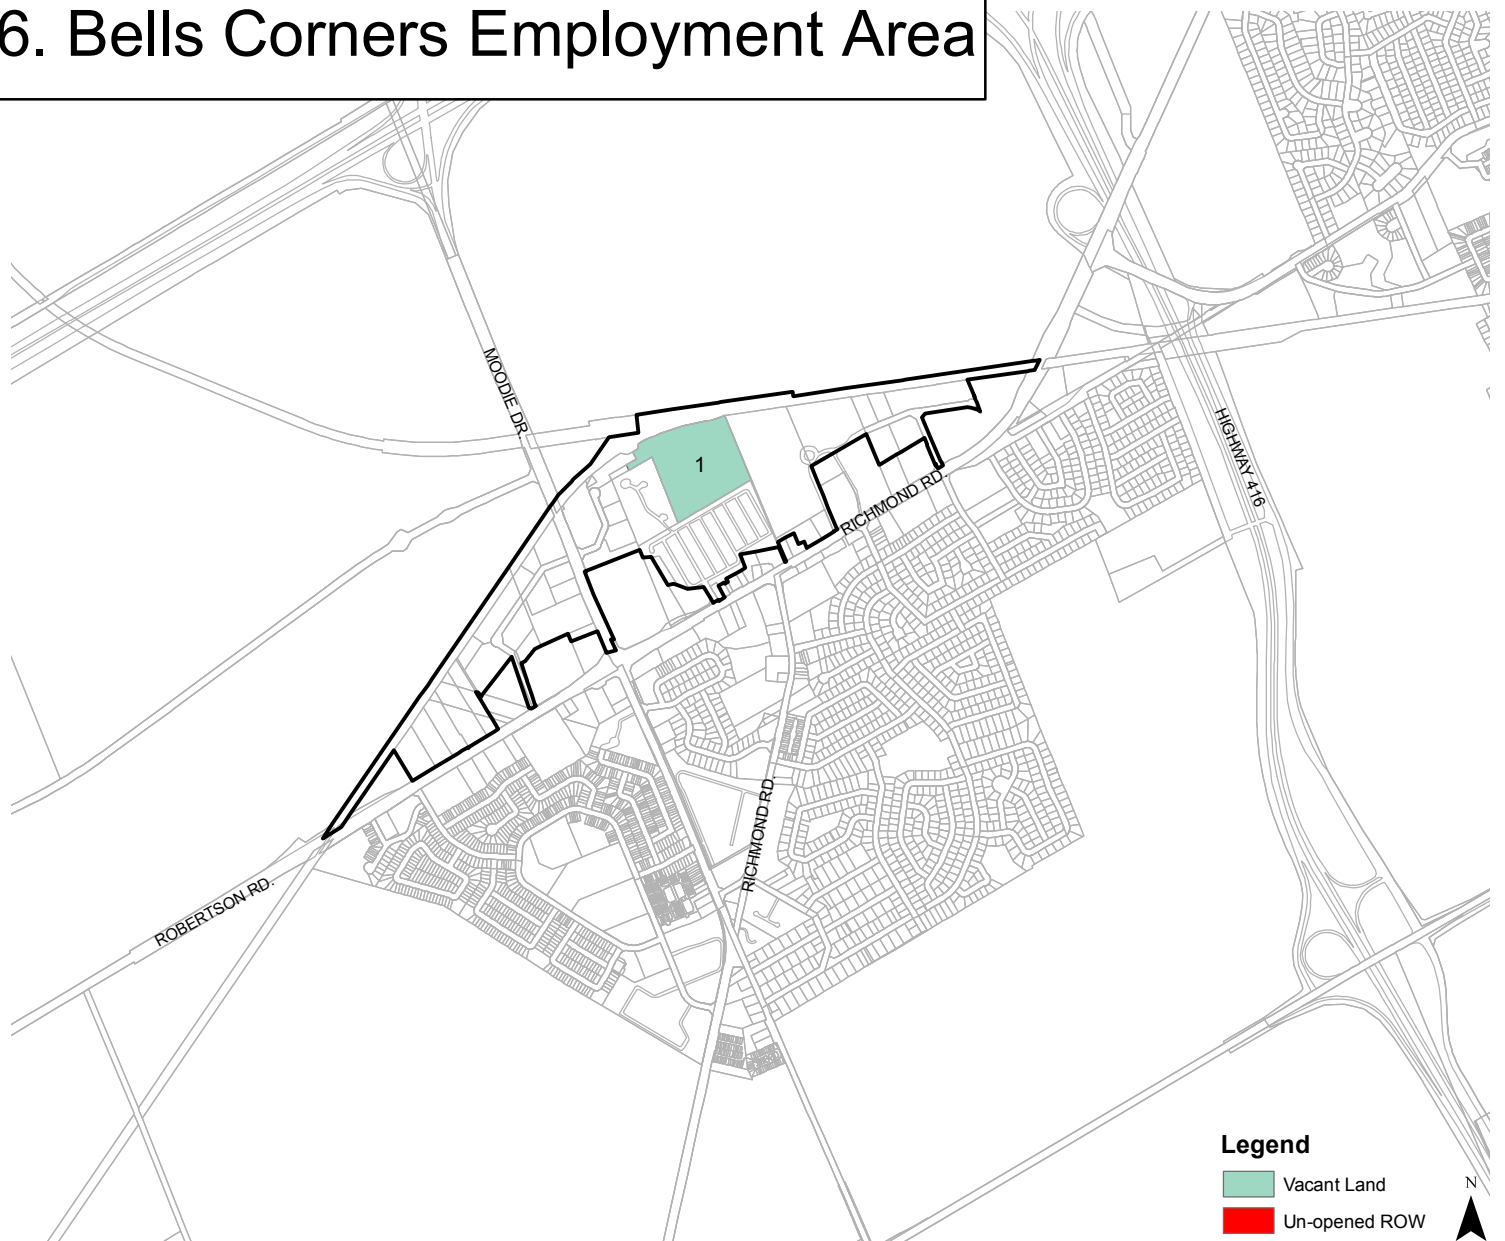 6. Bells Corners Employment Area
MOODIE DR.
1
HIGHWAY 416
RICHMOND RD.
RICHMOND RD.
ROBERTSON RD.
Legend
Vacant Land
Un-opened ROW
N